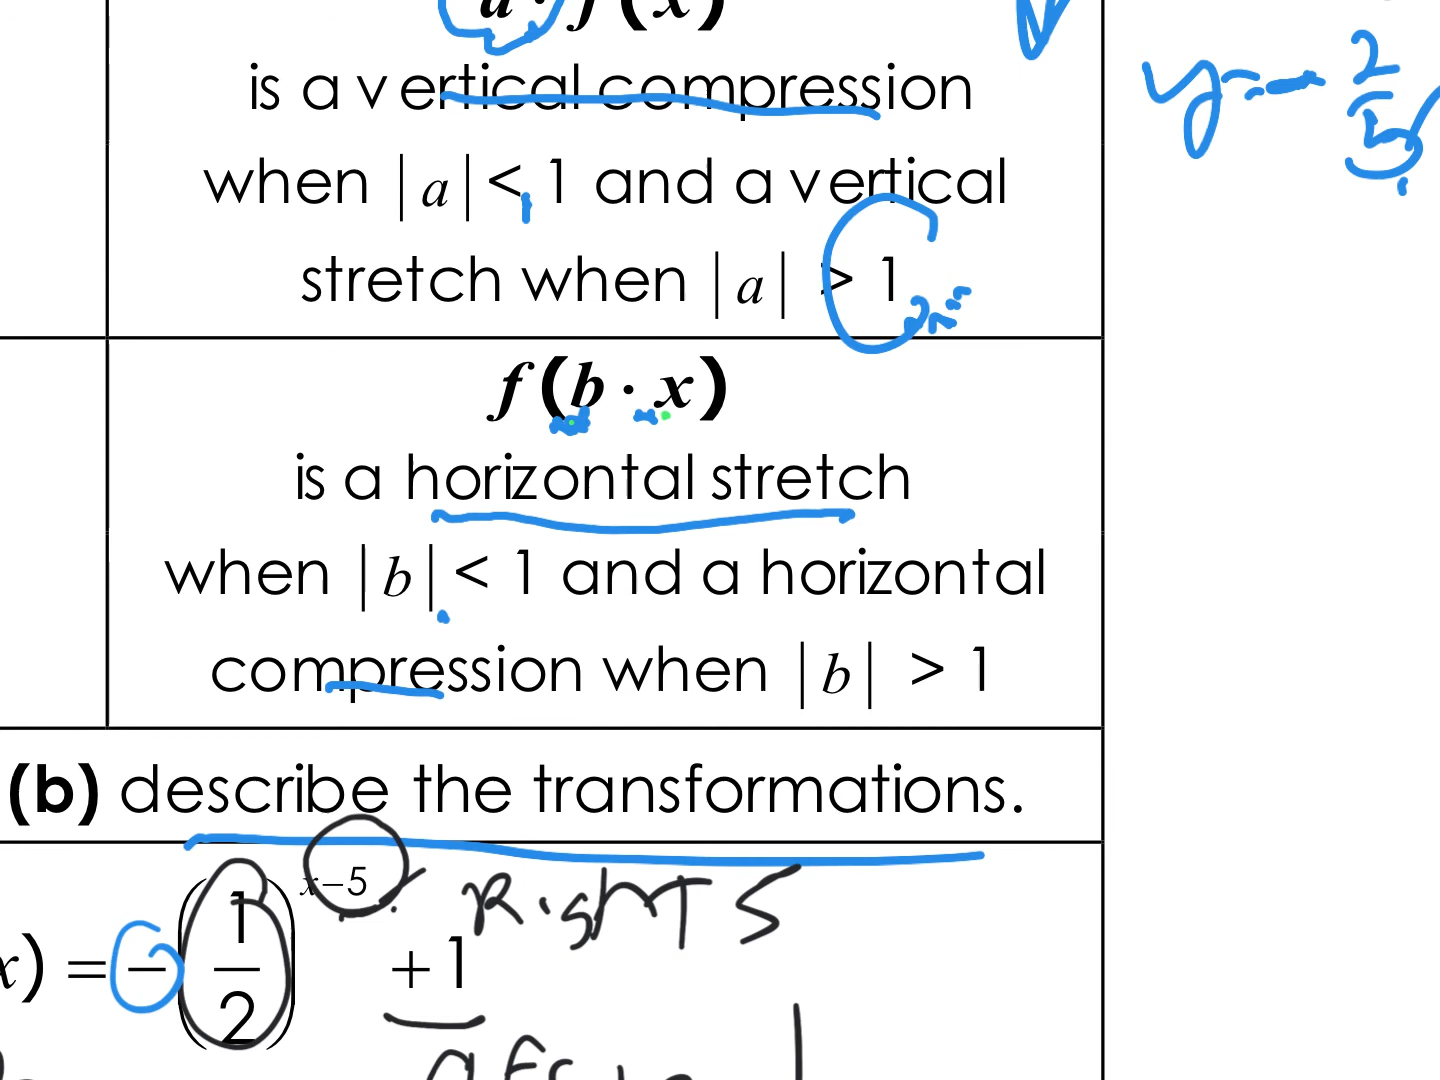 a · f(x)
is a vertical compression
when |a| < 1 and a vertical
stretch when |a| > 1
y = - 2/5
f(b · x)
is a horizontal stretch
when |b| < 1 and a horizontal
compression when |b| > 1
(b) describe the transformations.
x) = -(1/2)^(x-5) + 1
Right 5